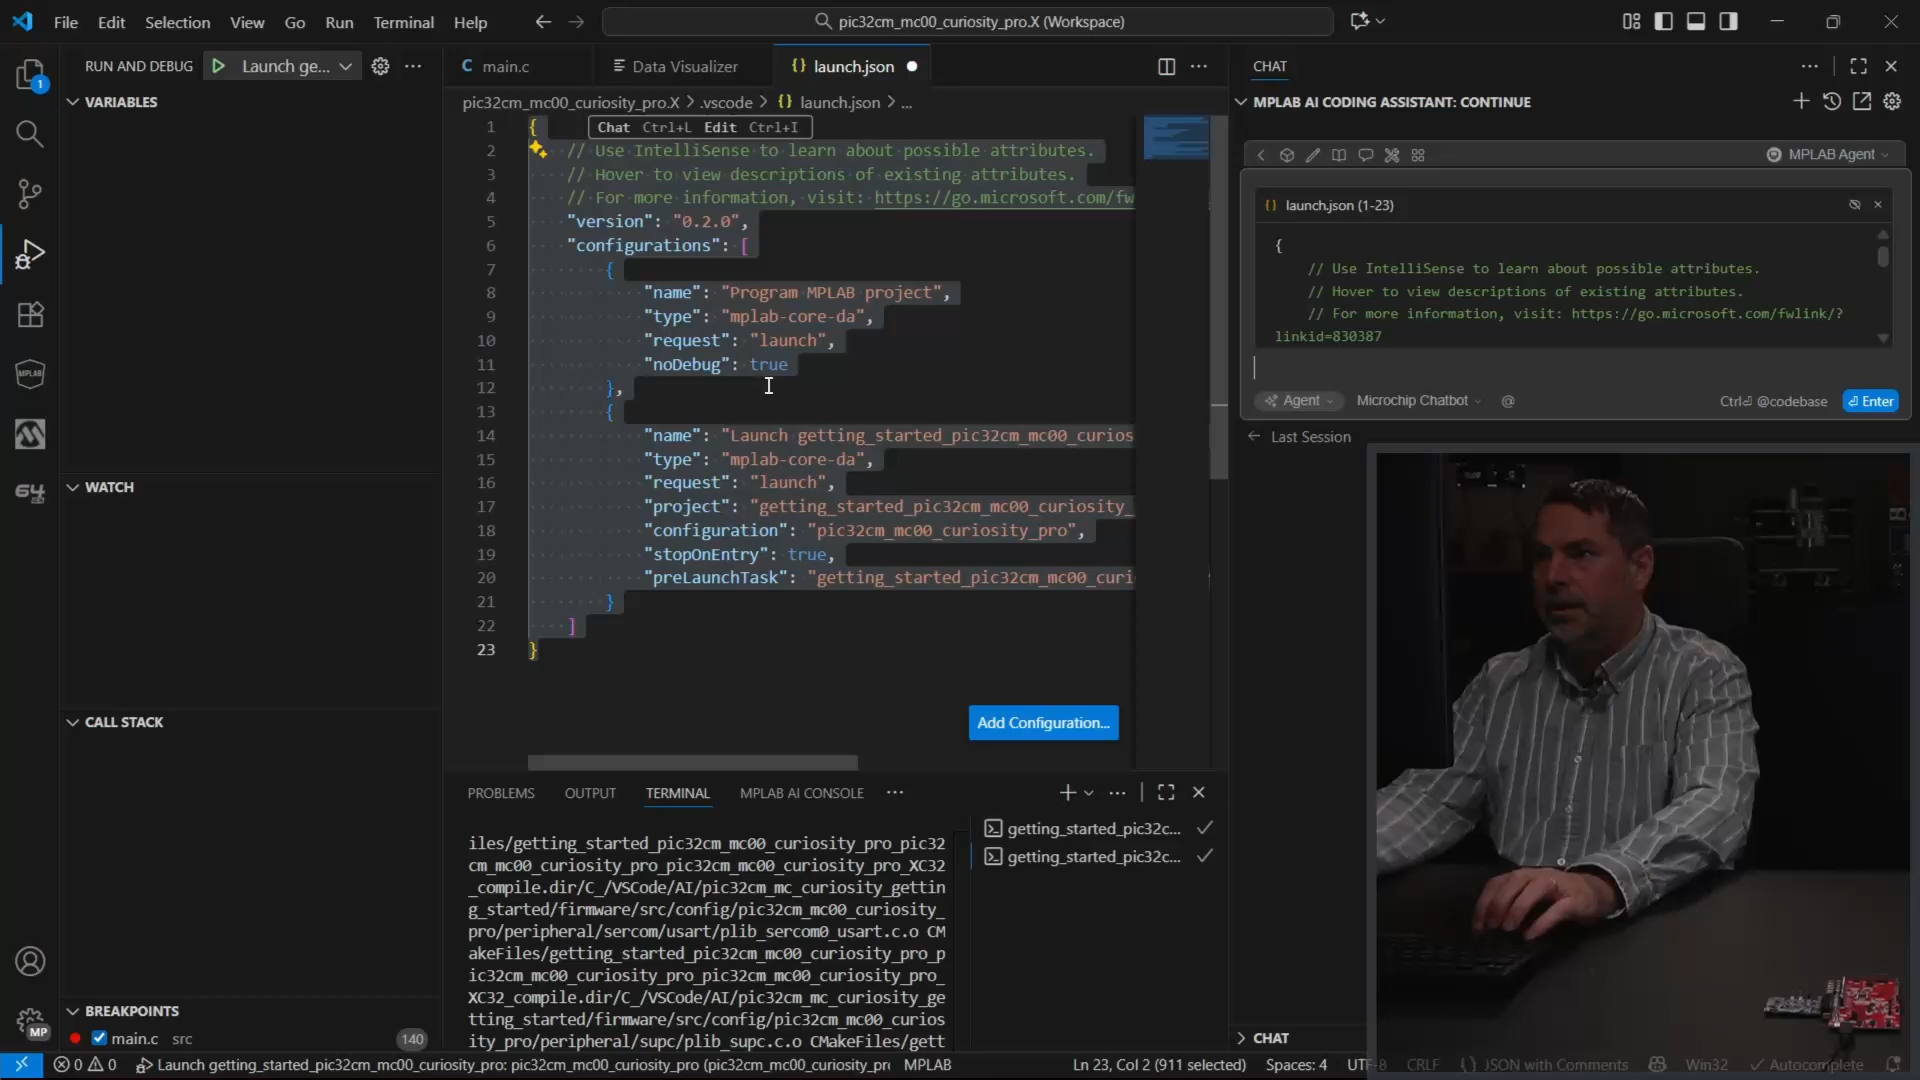 File Edit Selection View Go Run Terminal Help
pic32cm_mc00_curiosity_pro.X (Workspace)
RUN AND DEBUG
Launch ge...
VARIABLES
WATCH
CALL STACK
BREAKPOINTS
main.c src
140
1
MPLAB
64
MP
main.c
Data Visualizer
launch.json
pic32cm_mc00_curiosity_pro.X > .vscode > {} launch.json > ...
Chat Ctrl+L Edit Ctrl+I
1 {
2 // Use IntelliSense to learn about possible attributes.
3 // Hover to view descriptions of existing attributes.
4 // For more information, visit: https://go.microsoft.com/fw
5 "version": "0.2.0",
6 "configurations": [
7 {
8 "name": "Program MPLAB project",
9 "type": "mplab-core-da",
10 "request": "launch",
11 "noDebug": true
12 },
13 {
14 "name": "Launch getting_started_pic32cm_mc00_curios
15 "type": "mplab-core-da",
16 "request": "launch",
17 "project": "getting_started_pic32cm_mc00_curiosity_
18 "configuration": "pic32cm_mc00_curiosity_pro",
19 "stopOnEntry": true,
20 "preLaunchTask": "getting_started_pic32cm_mc00_curi
21 }
22 ]
23 }
Add Configuration...
PROBLEMS OUTPUT TERMINAL MPLAB AI CONSOLE ...
iles/getting_started_pic32cm_mc00_curiosity_pro_pic32
cm_mc00_curiosity_pro_pic32cm_mc00_curiosity_pro_XC32
_compile.dir/C_/VSCode/AI/pic32cm_mc_curiosity_gettin
g_started/firmware/src/config/pic32cm_mc00_curiosity_
pro/peripheral/sercom/usart/plib_sercom0_usart.c.o CM
akeFiles/getting_started_pic32cm_mc00_curiosity_pro_p
ic32cm_mc00_curiosity_pro_pic32cm_mc00_curiosity_pro_
XC32_compile.dir/C_/VSCode/AI/pic32cm_mc_curiosity_ge
tting_started/firmware/src/config/pic32cm_mc00_curios
ity_pro/peripheral/supc/plib_supc.c.o CMakeFiles/gett
getting_started_pic32c...
getting_started_pic32c...
CHAT
MPLAB AI CODING ASSISTANT: CONTINUE
MPLAB Agent
{} launch.json (1-23)
{
// Use IntelliSense to learn about possible attributes.
// Hover to view descriptions of existing attributes.
// For more information, visit: https://go.microsoft.com/fwlink/?
linkid=830387
Agent Microchip Chatbot @ Ctrl⏎ @codebase ⏎ Enter
Last Session
CHAT
0 0 Launch getting_started_pic32cm_mc00_curiosity_pro: pic32cm_mc00_curiosity_pro (pic32cm_mc00_curiosity_pr MPLAB Ln 23, Col 2 (911 selected) Spaces: 4 UTF-8 CRLF {} JSON with Comments Win32 Autocomplete